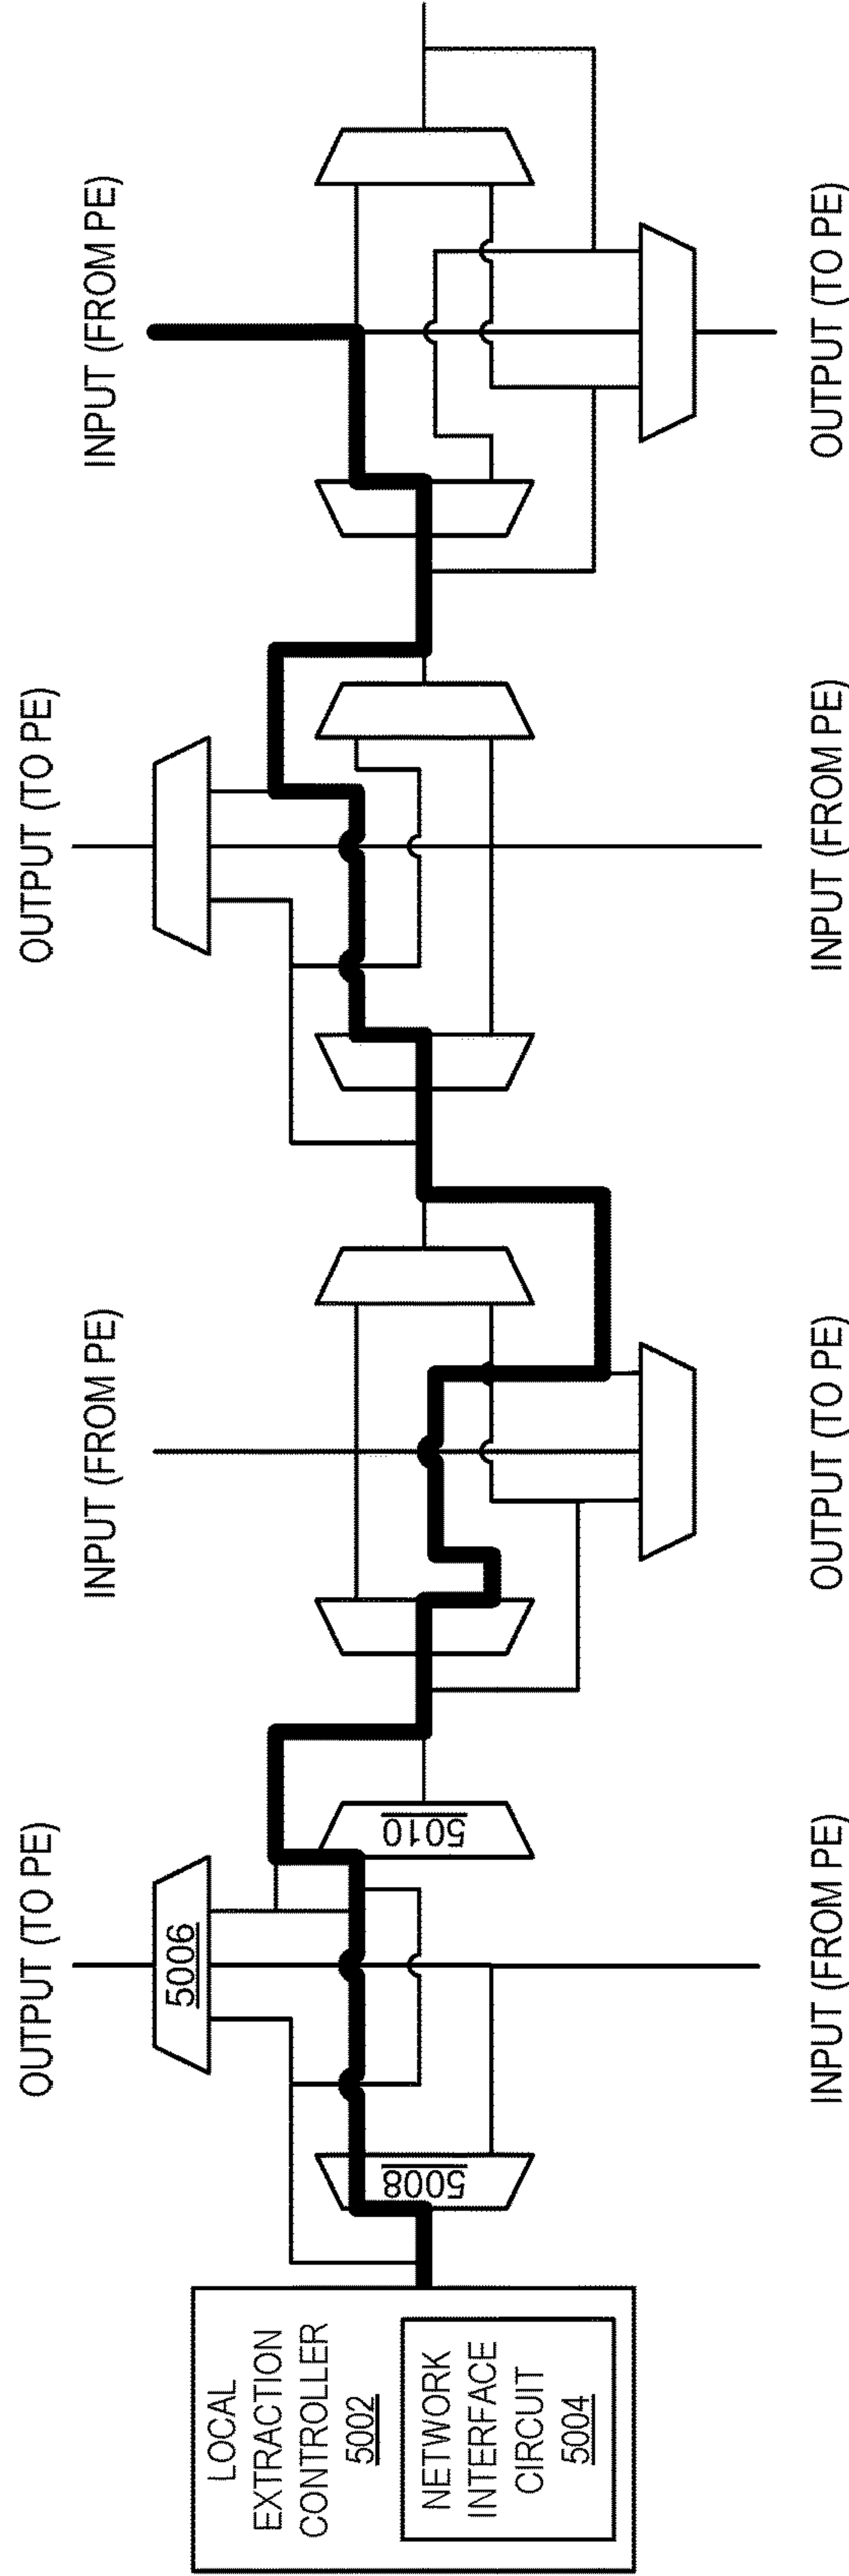 OUTPUT (TO PE)
INPUT (FROM PE)
OUTPUT (TO PE)
INPUT (FROM PE)
LOCAL
EXTRACTION
CONTROLLER
5002
NETWORK
INTERFACE
CIRCUIT
5004
5006
5008
5010
INPUT (FROM PE)
OUTPUT (TO PE)
INPUT (FROM PE)
OUTPUT (TO PE)